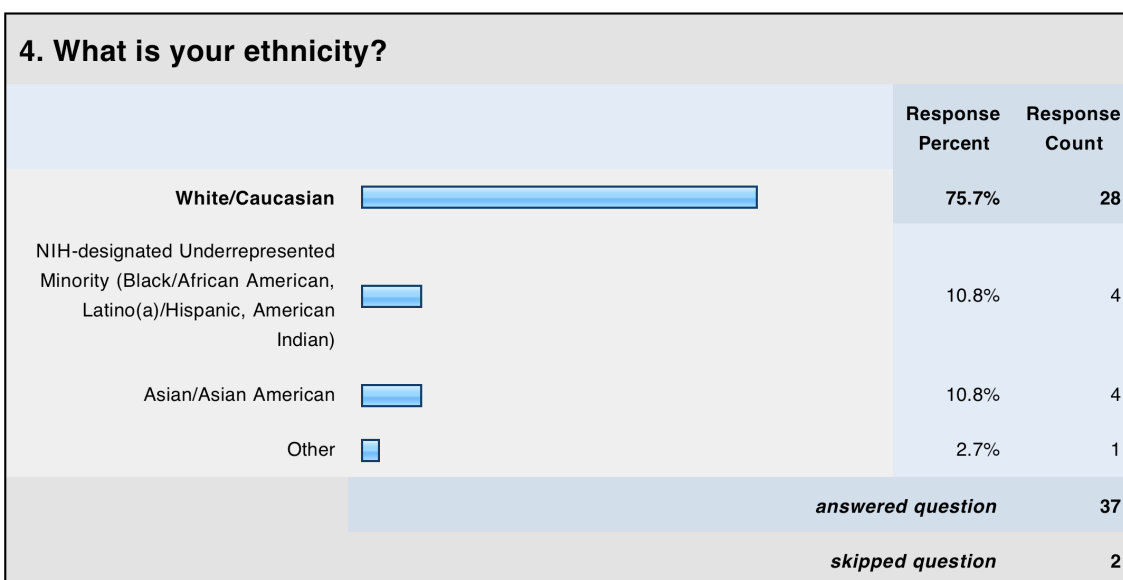 4. What is your ethnicity?
Response Response
Percent Count
White/Caucasian 75.7% 28
NIH-designated Underrepresented
Minority (Black/African American,
Latino(a)/Hispanic, American
Indian) 10.8% 4
Asian/Asian American 10.8% 4
Other 2.7% 1
answered question 37
skipped question 2